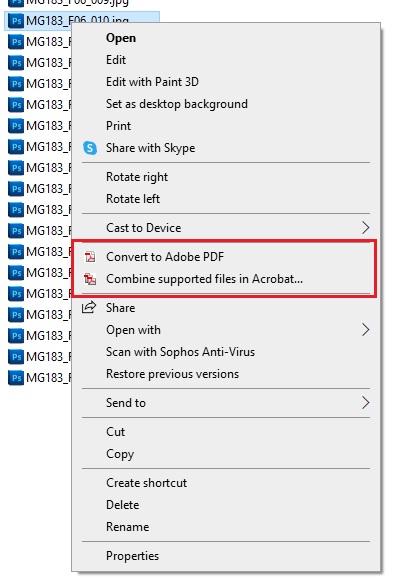 MG183_F06_009.jpg
MG183_F06_010.jpg
Open
MG183_F
Edit
MG183_F
Edit with Paint 3D
MG183_F
Set as desktop background
MG183_F
Print
MG183_F
Share with Skype
MG183_F
Rotate right
MG183_F
Rotate left
MG183_F
Cast to Device
MG183_F
Convert to Adobe PDF
MG183_F
Combine supported files in Acrobat...
MG183_F
Share
MG183_F
Open with
MG183_F
Scan with Sophos Anti-Virus
MG183_F
Restore previous versions
MG183_F
Send to
Cut
Copy
Create shortcut
Delete
Rename
Properties